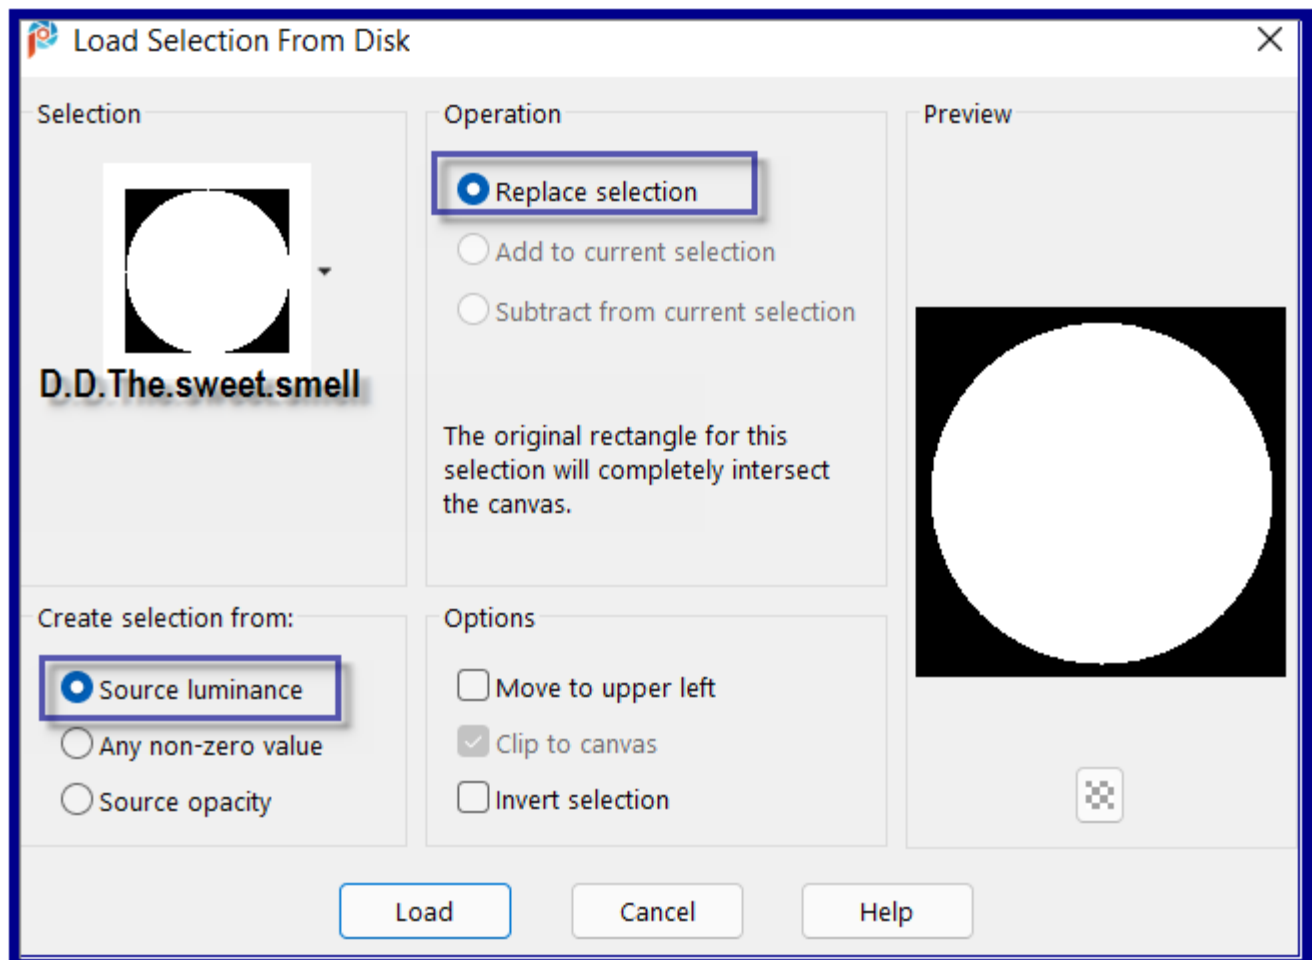 Load Selection From Disk
Selection
D.D.The.sweet.smell
Operation
Replace selection
Add to current selection
Subtract from current selection
The original rectangle for this
selection will completely intersect
the canvas.
Preview
Create selection from:
Source luminance
Any non-zero value
Source opacity
Options
Move to upper left
Clip to canvas
Invert selection
Load
Cancel
Help